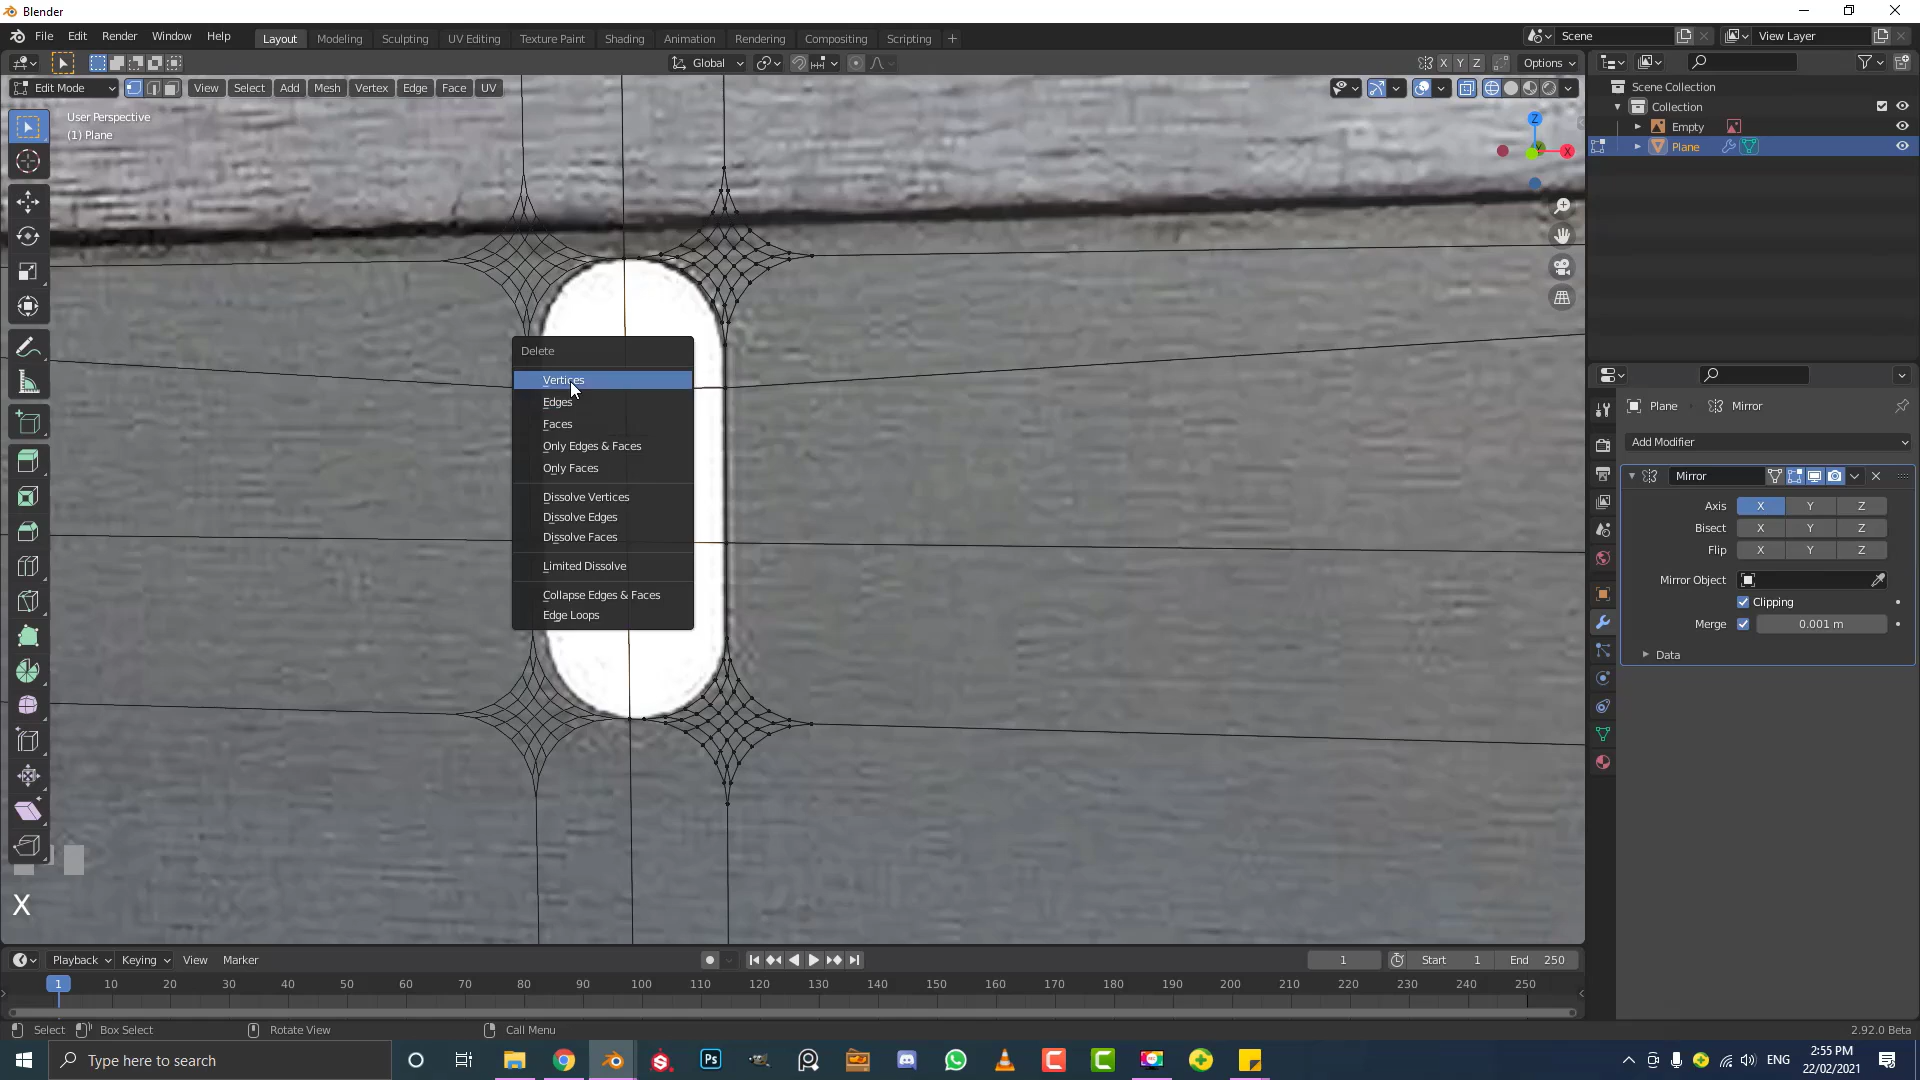 Blender
File Edit Render Window Help
Layout Modeling Sculpting UV Editing Texture Paint Shading Animation Rendering Compositing Scripting +
Scene
View Layer
Global
X Y Z
Options
Edit Mode
View Select Add Mesh Vertex Edge Face UV
User Perspective
(1) Plane
Z
X
Scene Collection
Collection
Empty
Plane
Delete
Vertices
Edges
Faces
Only Edges & Faces
Only Faces
Dissolve Vertices
Dissolve Edges
Dissolve Faces
Limited Dissolve
Collapse Edges & Faces
Edge Loops
Plane
Mirror
Add Modifier
Mirror
Axis X Y Z
Bisect X Y Z
Flip X Y Z
Mirror Object
Clipping
Merge 0.001 m
Data
X
Playback Keying View Marker
1
Start 1
End 250
1 10 20 30 40 50 60 70 80 90 100 110 120 130 140 150 160 170 180 190 200 210 220 230 240 250
Select
Box Select
Rotate View
Call Menu
2.92.0 Beta
Type here to search
Ps
ENG
2:55 PM
22/02/2021